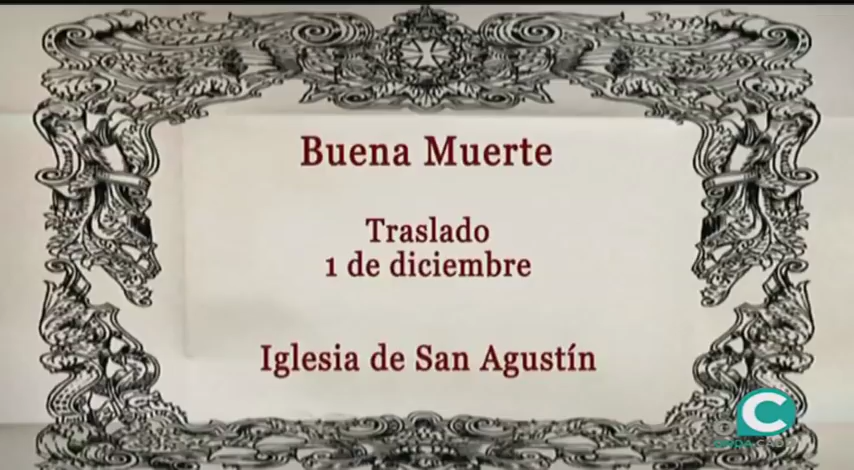 Buena Muerte
Traslado
1 de diciembre
Iglesia de San Agustín
C